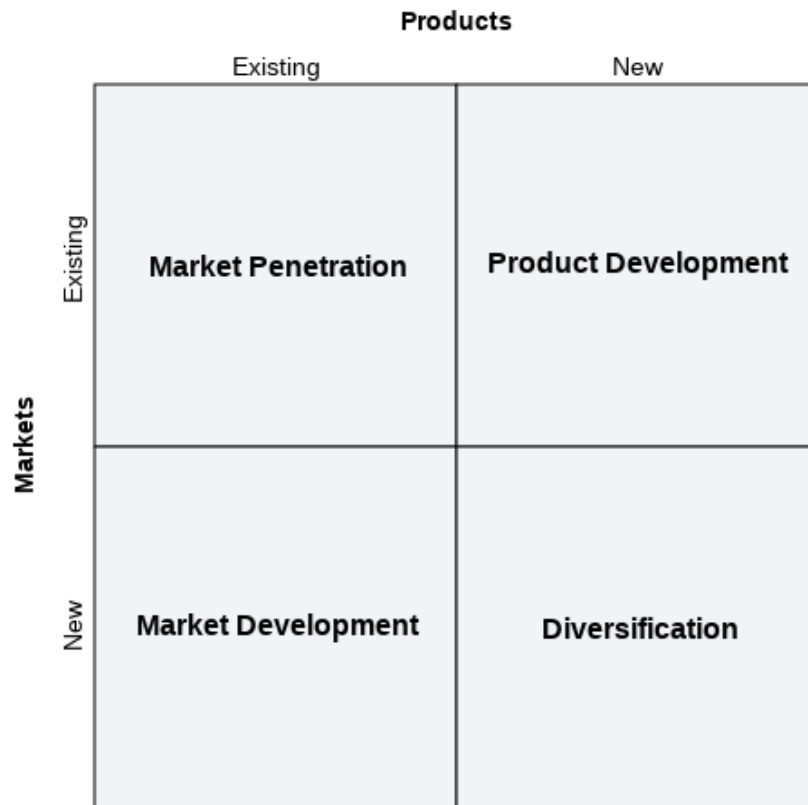 Products
Existing New
Existing
Market Penetration Product Development
Markets
New
Market Development Diversification